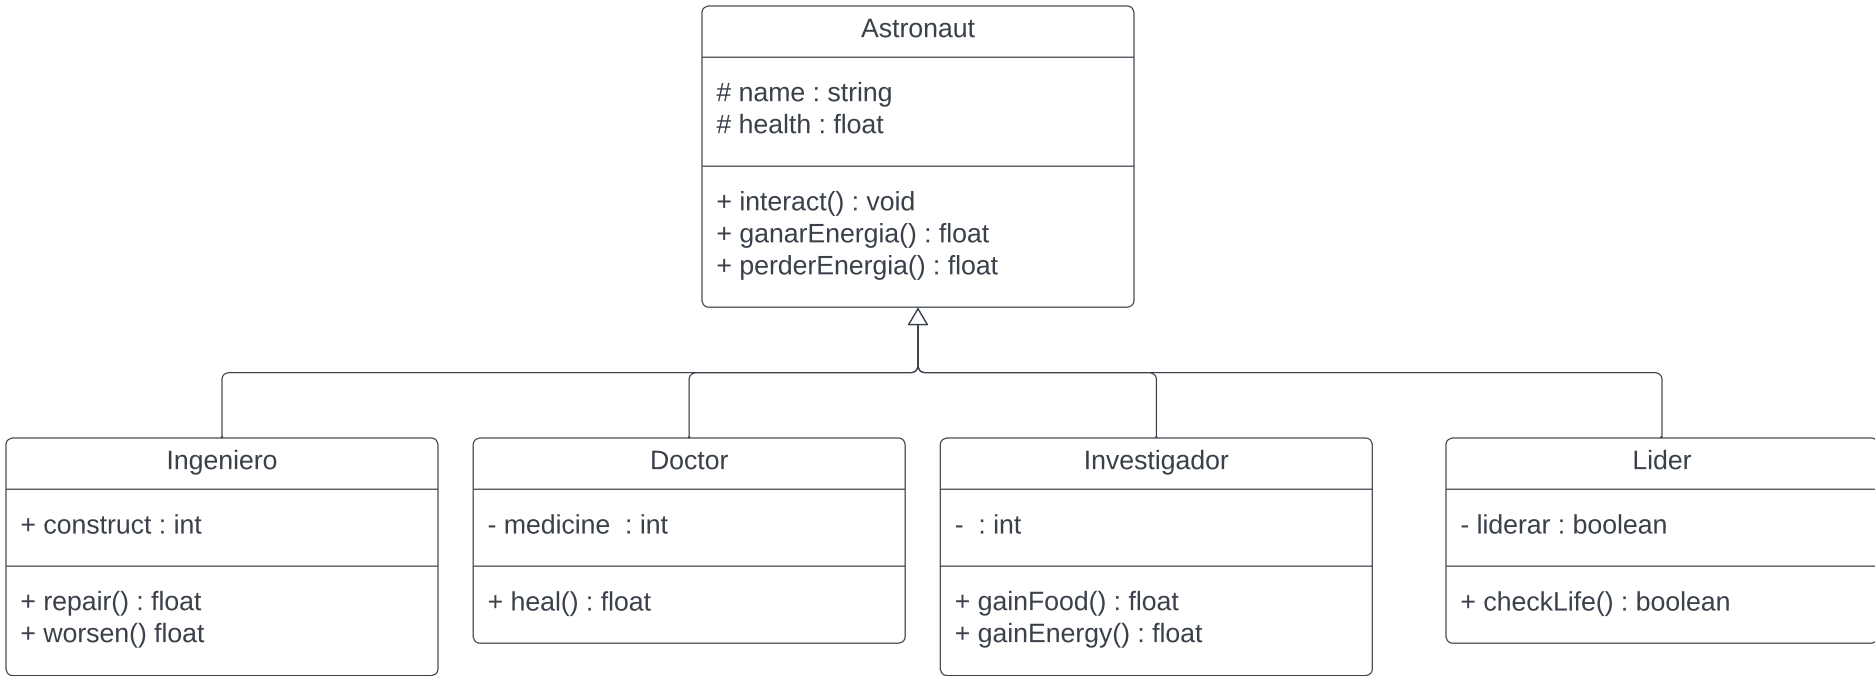 Astronaut
# name : string
# health : float
+ interact() : void
+ ganarEnergia() : float
+ perderEnergia() : float
Ingeniero
+ construct : int
+ repair() : float
+ worsen() float
Doctor
- medicine  : int
+ heal() : float
Investigador
-  : int
+ gainFood() : float
+ gainEnergy() : float
Lider
- liderar : boolean
+ checkLife() : boolean